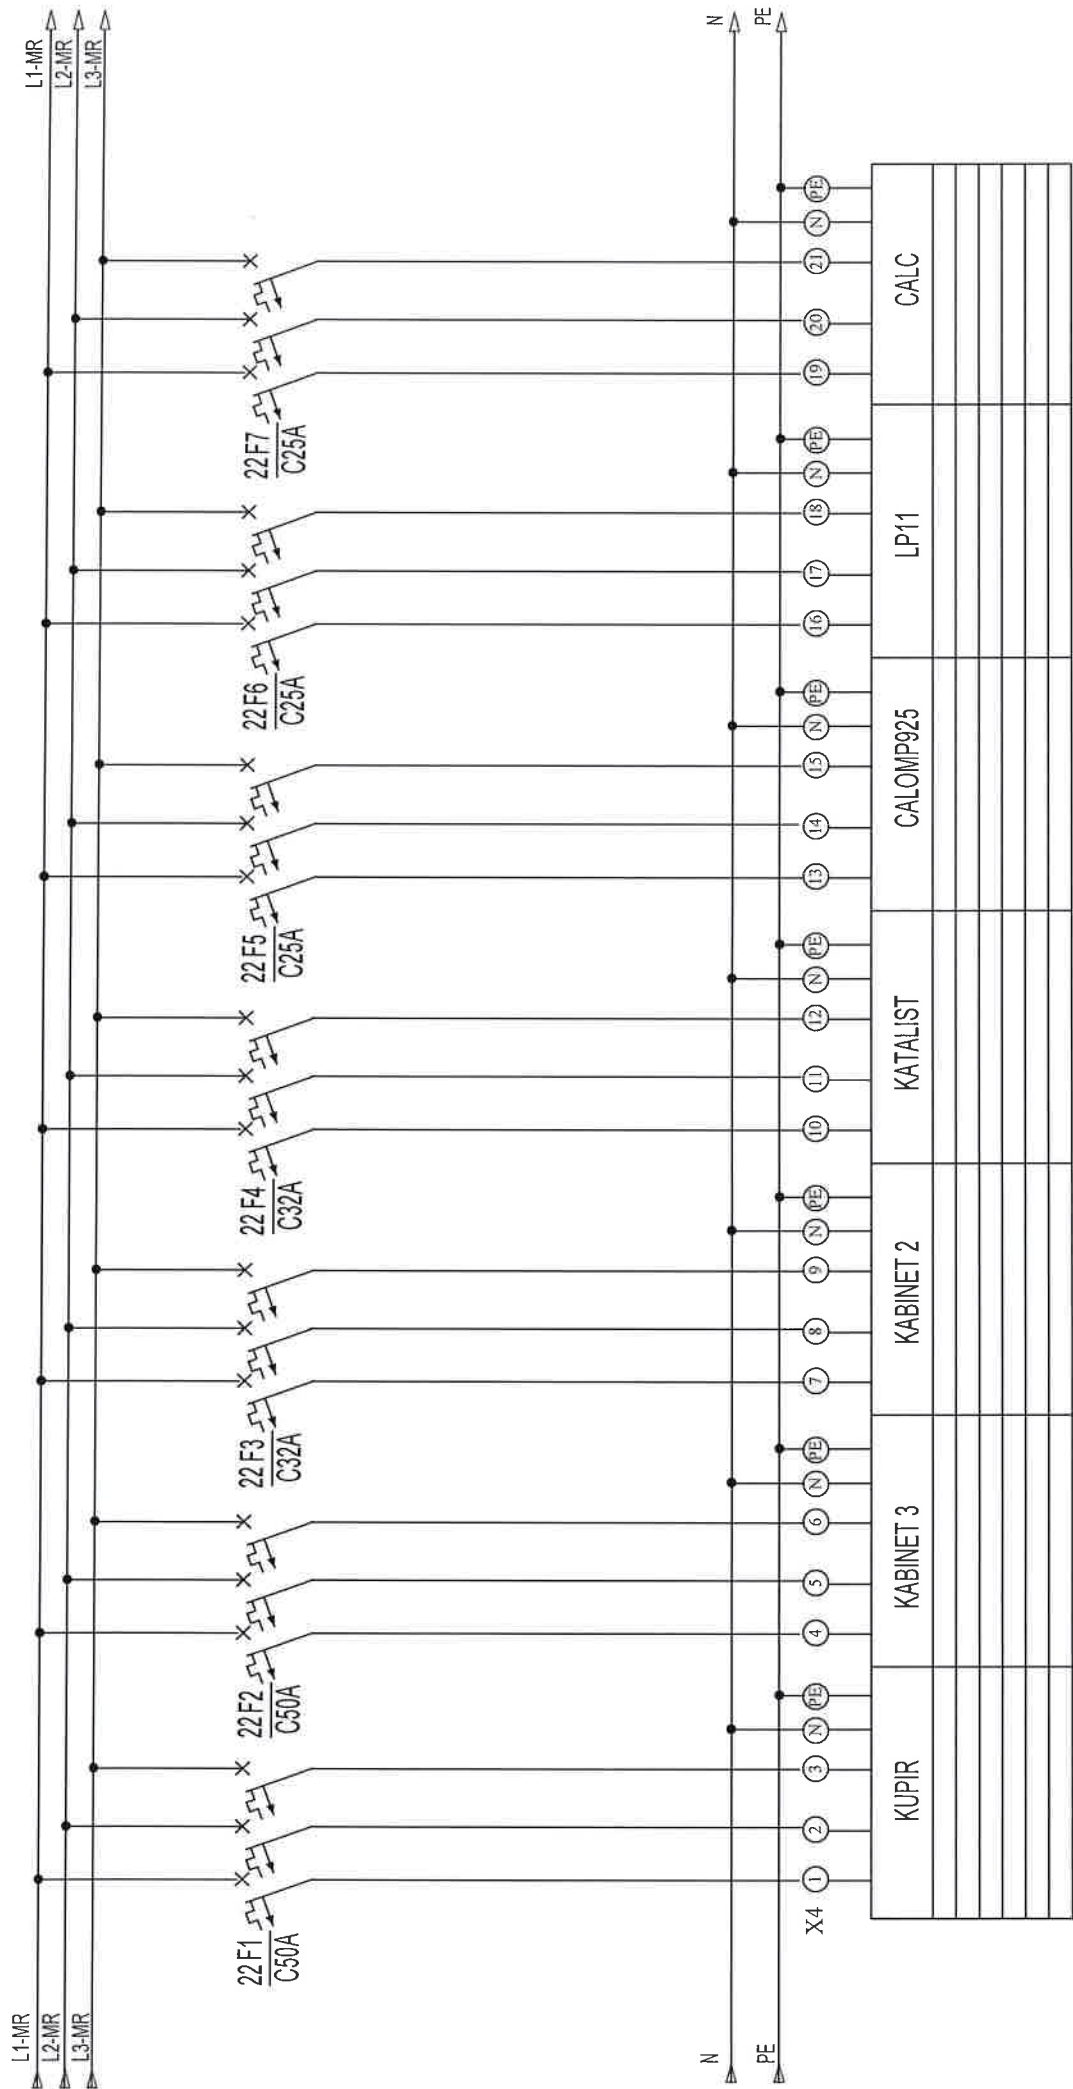 L1-MR
L2-MR
L3-MR
L1-MR
L2-MR
L3-MR
22F1
C50A
22F2
C50A
22F3
C32A
22F4
C32A
22F5
C25A
22F6
C25A
22F7
C25A
N
N
PE
PE
X4 1 2 3 N PE 4 5 6 N PE 7 8 9 N PE 10 11 12 N PE 13 14 15 N PE 16 17 18 N PE 19 20 21 N PE
KUPIR
KABINET 3
KABINET 2
KATALIST
CALOMP925
LP11
CALC